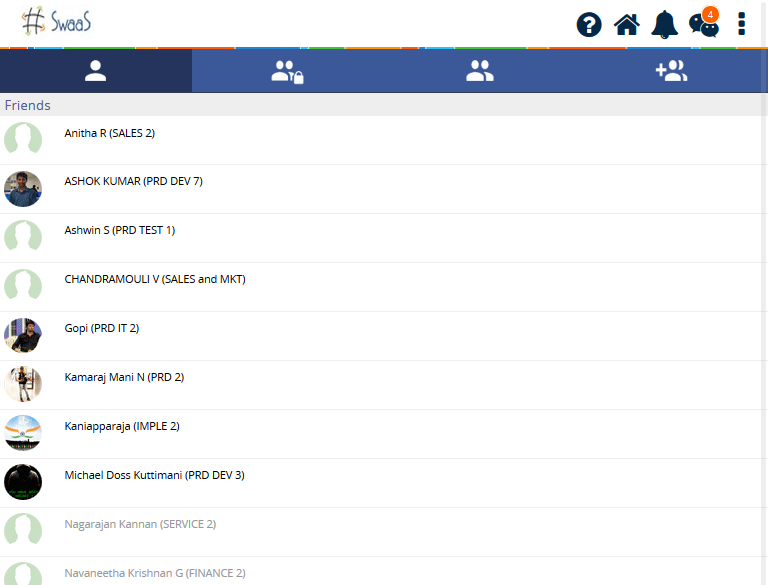 SwaaS
4
Friends
Anitha R (SALES 2)
ASHOK KUMAR (PRD DEV 7)
Ashwin S (PRD TEST 1)
CHANDRAMOULI V (SALES and MKT)
Gopi (PRD IT 2)
Kamaraj Mani N (PRD 2)
Kaniapparaja (IMPLE 2)
Michael Doss Kuttimani (PRD DEV 3)
Nagarajan Kannan (SERVICE 2)
Navaneetha Krishnan G (FINANCE 2)